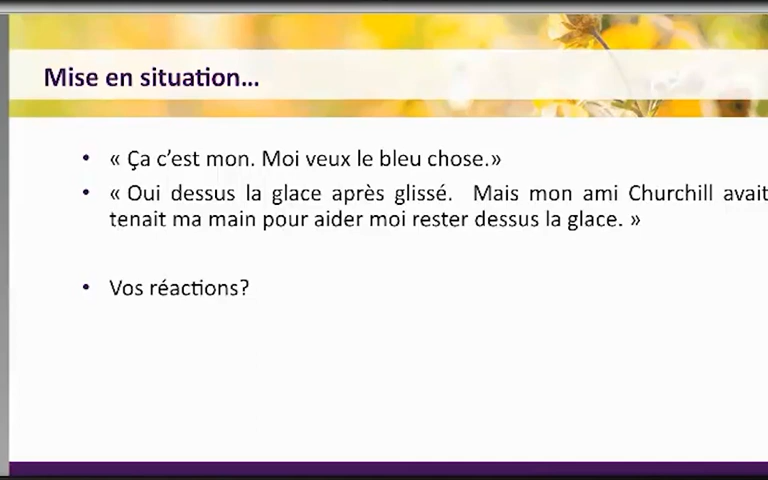 Mise en situation…
• « Ça c’est mon. Moi veux le bleu chose.»
• « Oui dessus la glace après glissé.  Mais mon ami Churchill avait
tenait ma main pour aider moi rester dessus la glace. »
• Vos réactions?